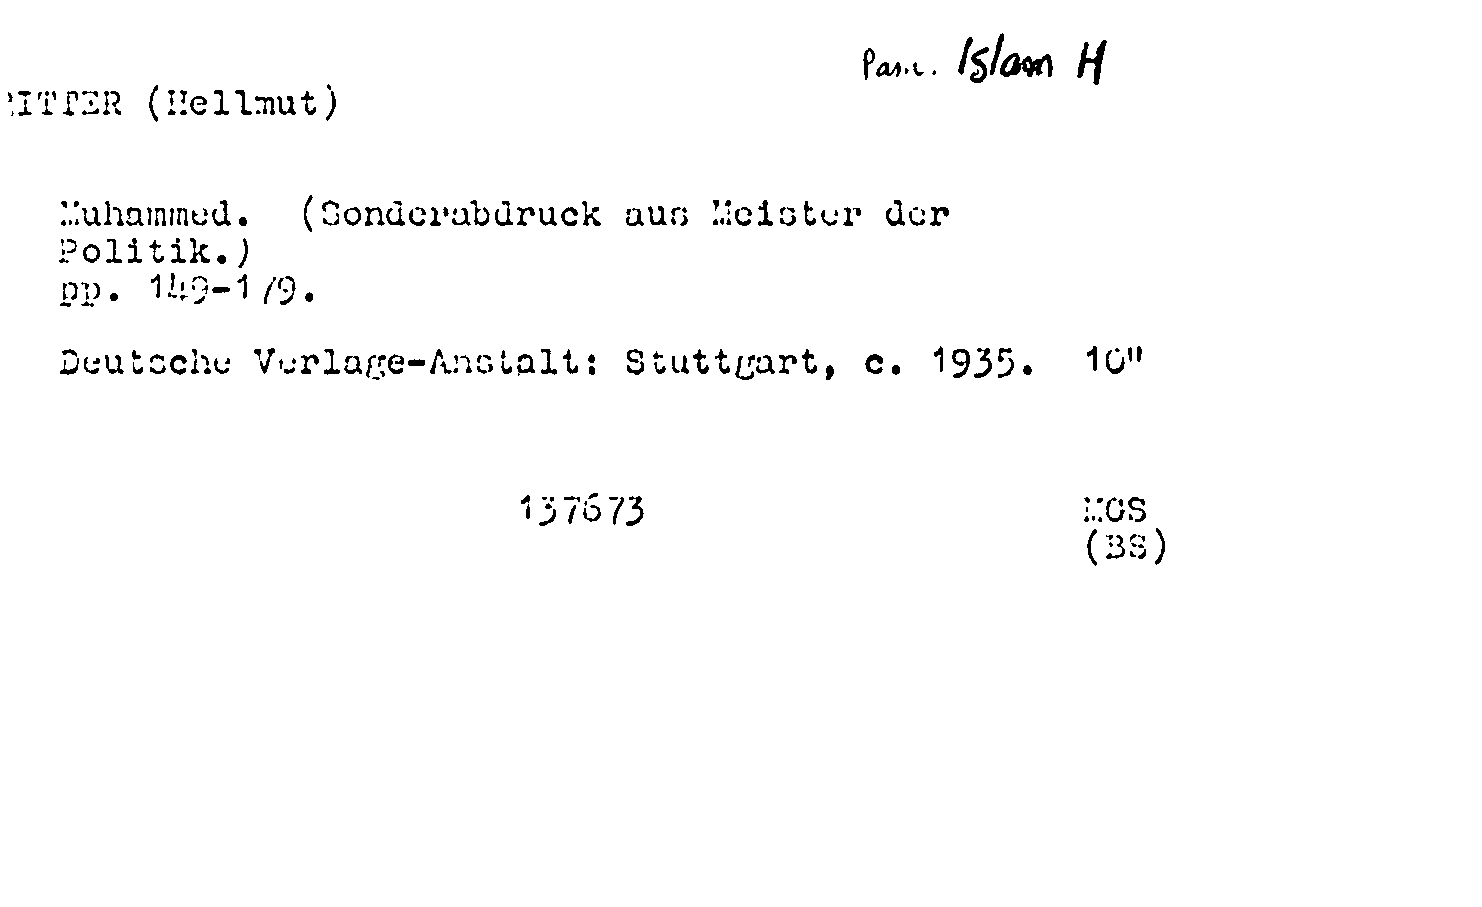 Pam. Islam H
RITTER (Hellmut)
Muhammed. (Sonderabdruck aus Meister der
Politik.)
pp. 149-179.
Deutsche Verlage-Anstalt: Stuttgart, c. 1935. 10"
137673 MOS
(BS)